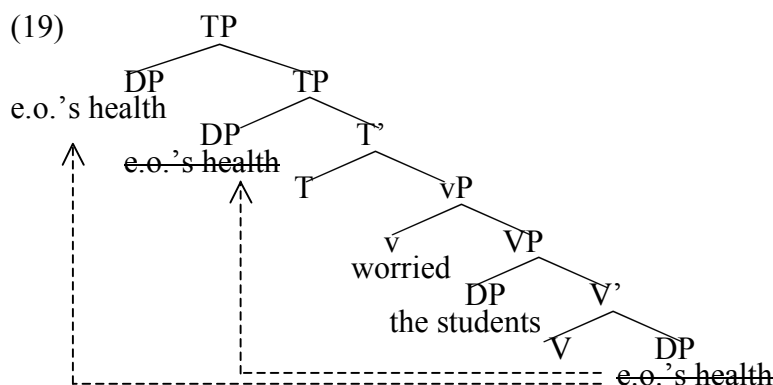 (19) TP
DP TP
e.o.'s health
DP T'
e.o.'s health
T vP
v VP
worried
DP V'
the students
V DP
e.o.'s health